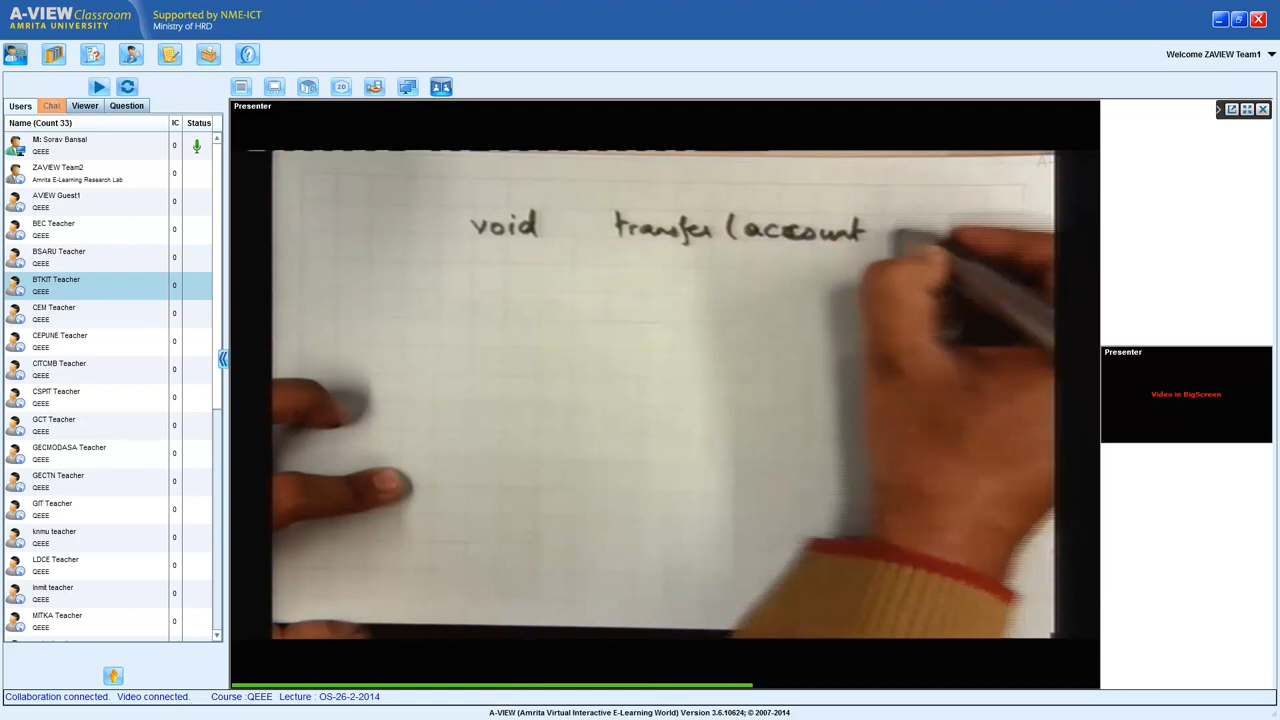 A-VIEW Classroom
AMRITA UNIVERSITY
Supported by NME-ICT
Ministry of HRD
Welcome ZAVIEW Team1
Users Chat Viewer Question
Name (Count 33) IC Status
M: Sorav Bansal
QEEE
0
ZAVIEW Team2
Amrita E-Learning Research Lab
0
AVIEW Guest1
QEEE
0
BEC Teacher
QEEE
0
BSARU Teacher
QEEE
0
BTKIT Teacher
QEEE
0
CEM Teacher
QEEE
0
CEPUNE Teacher
QEEE
0
CITCMB Teacher
QEEE
0
CSPIT Teacher
QEEE
0
GCT Teacher
QEEE
0
GECMODASA Teacher
QEEE
0
GECTN Teacher
QEEE
0
GIT Teacher
QEEE
0
knmu teacher
QEEE
0
LDCE Teacher
QEEE
0
lnmit teacher
QEEE
0
MITKA Teacher
QEEE
0
2D
Presenter
A-
void transfer (account
Presenter
Video in BigScreen
Collaboration connected. Video connected. Course :QEEE Lecture : OS-26-2-2014
A-VIEW (Amrita Virtual Interactive E-Learning World) Version 3.6.10624; © 2007-2014